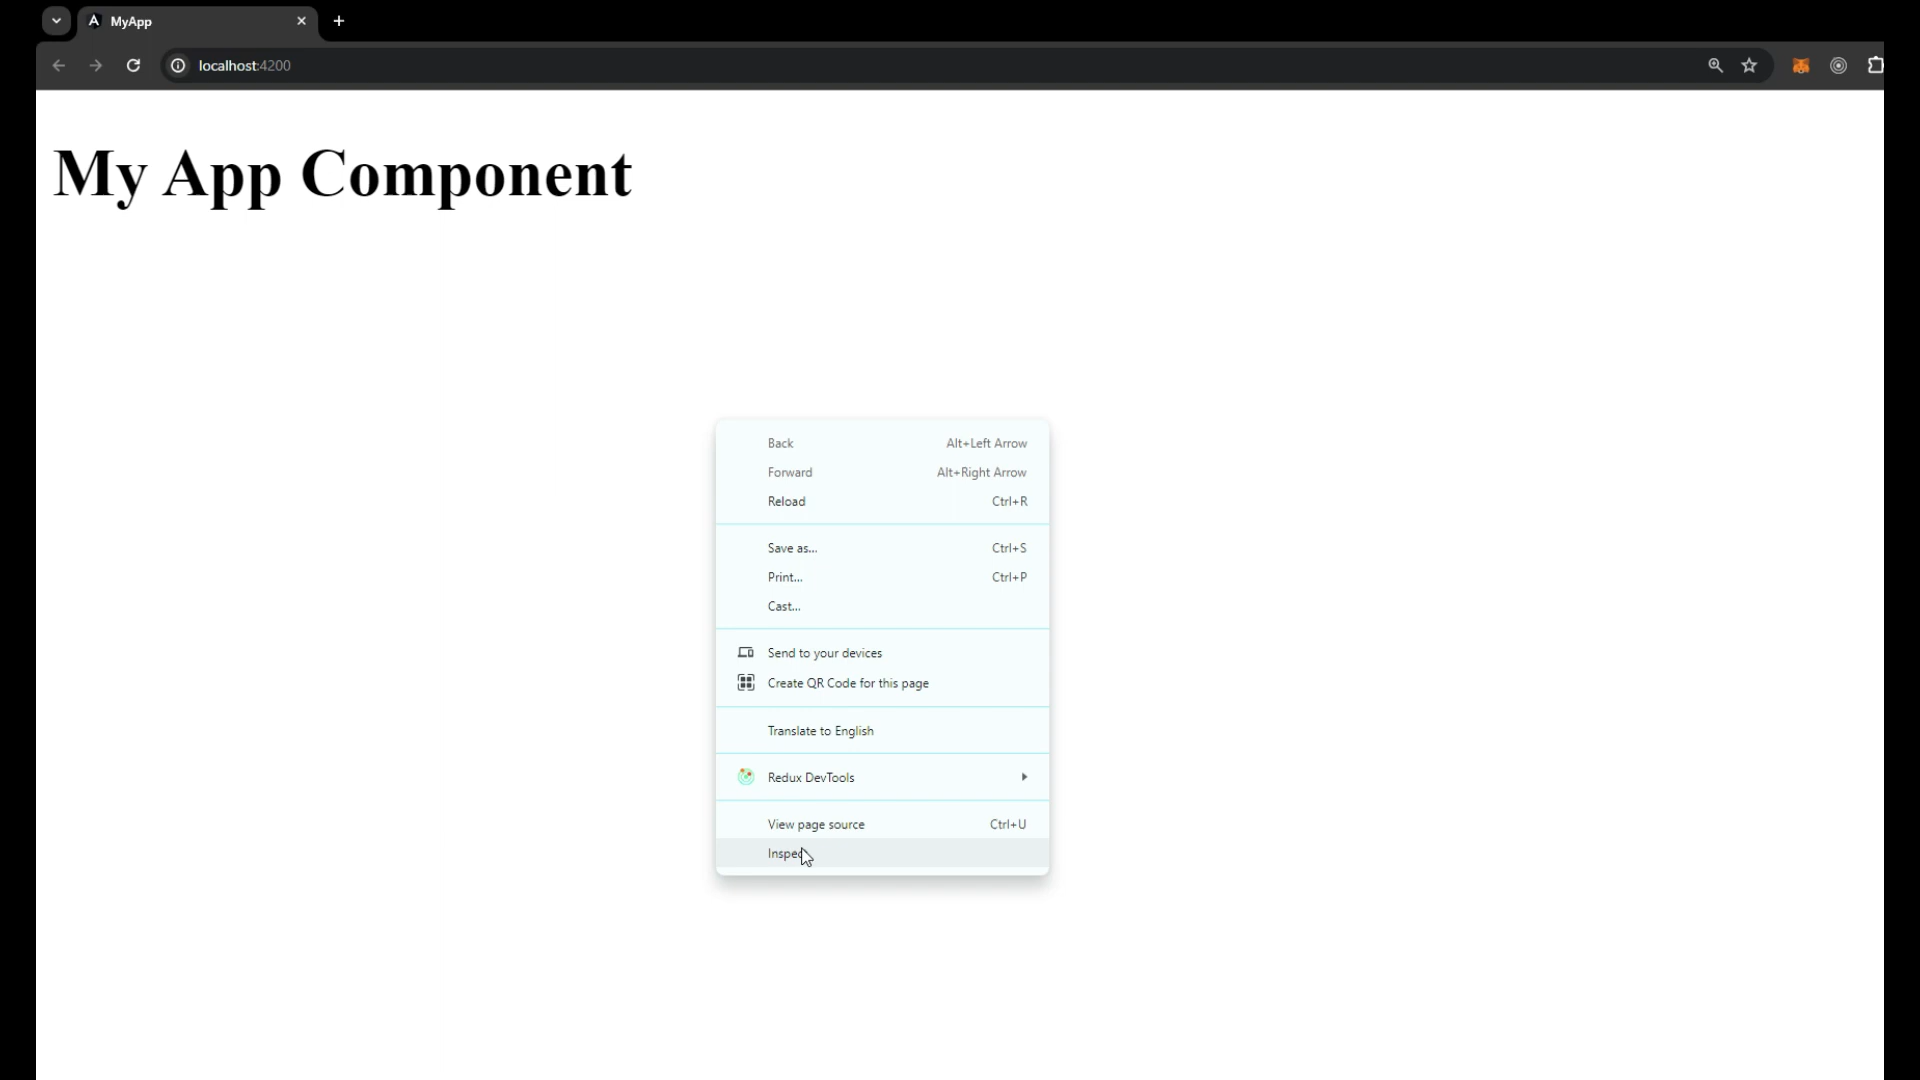 MyApp
localhost:4200
My App Component
Back Alt+Left Arrow
Forward Alt+Right Arrow
Reload Ctrl+R
Save as... Ctrl+S
Print... Ctrl+P
Cast...
Send to your devices
Create QR Code for this page
Translate to English
Redux DevTools
View page source Ctrl+U
Inspect